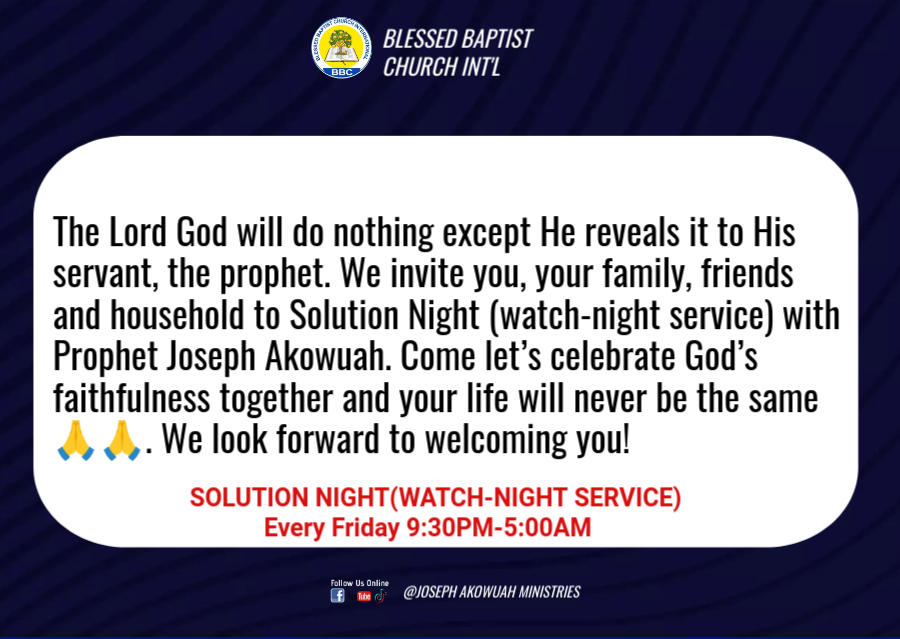 BLESSED BAPTIST CHURCH INTERNATIONAL
BBC
BLESSED BAPTIST
CHURCH INT'L
The Lord God will do nothing except He reveals it to His
servant, the prophet. We invite you, your family, friends
and household to Solution Night (watch-night service) with
Prophet Joseph Akowuah. Come let’s celebrate God’s
faithfulness together and your life will never be the same
🙏🙏. We look forward to welcoming you!
SOLUTION NIGHT(WATCH-NIGHT SERVICE)
Every Friday 9:30PM-5:00AM
Follow Us Online
f Tube
@JOSEPH AKOWUAH MINISTRIES